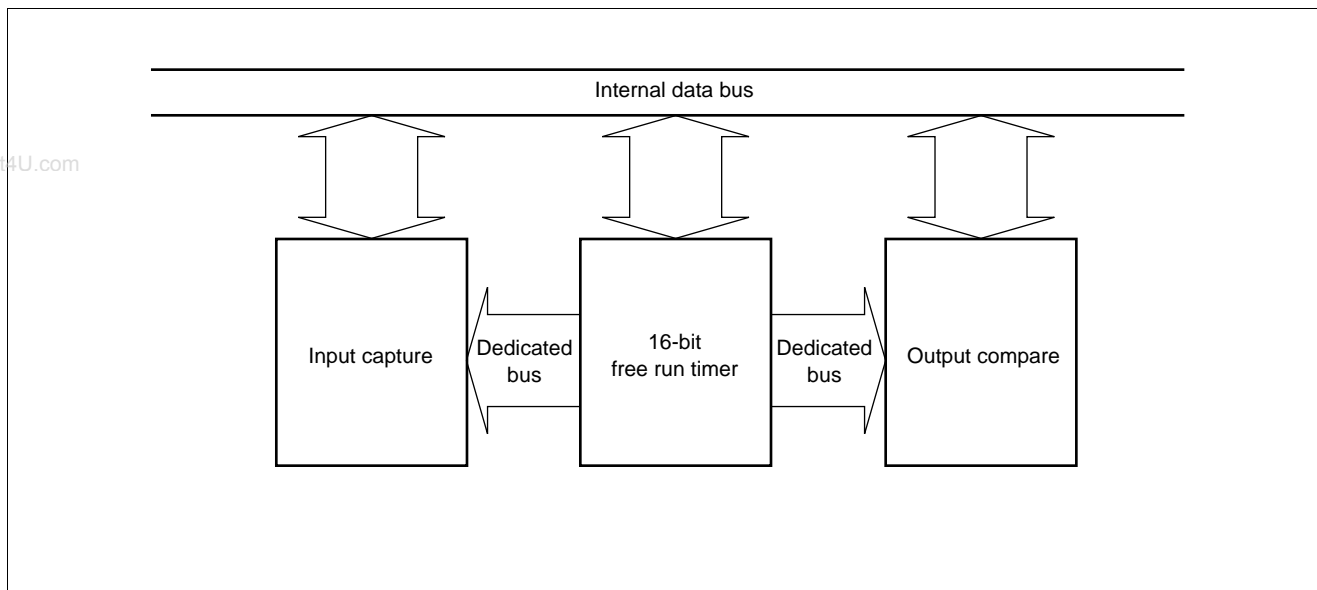 Internal data bus
t4U.com
Input capture
Dedicated
bus
16-bit
free run timer
Dedicated
bus
Output compare